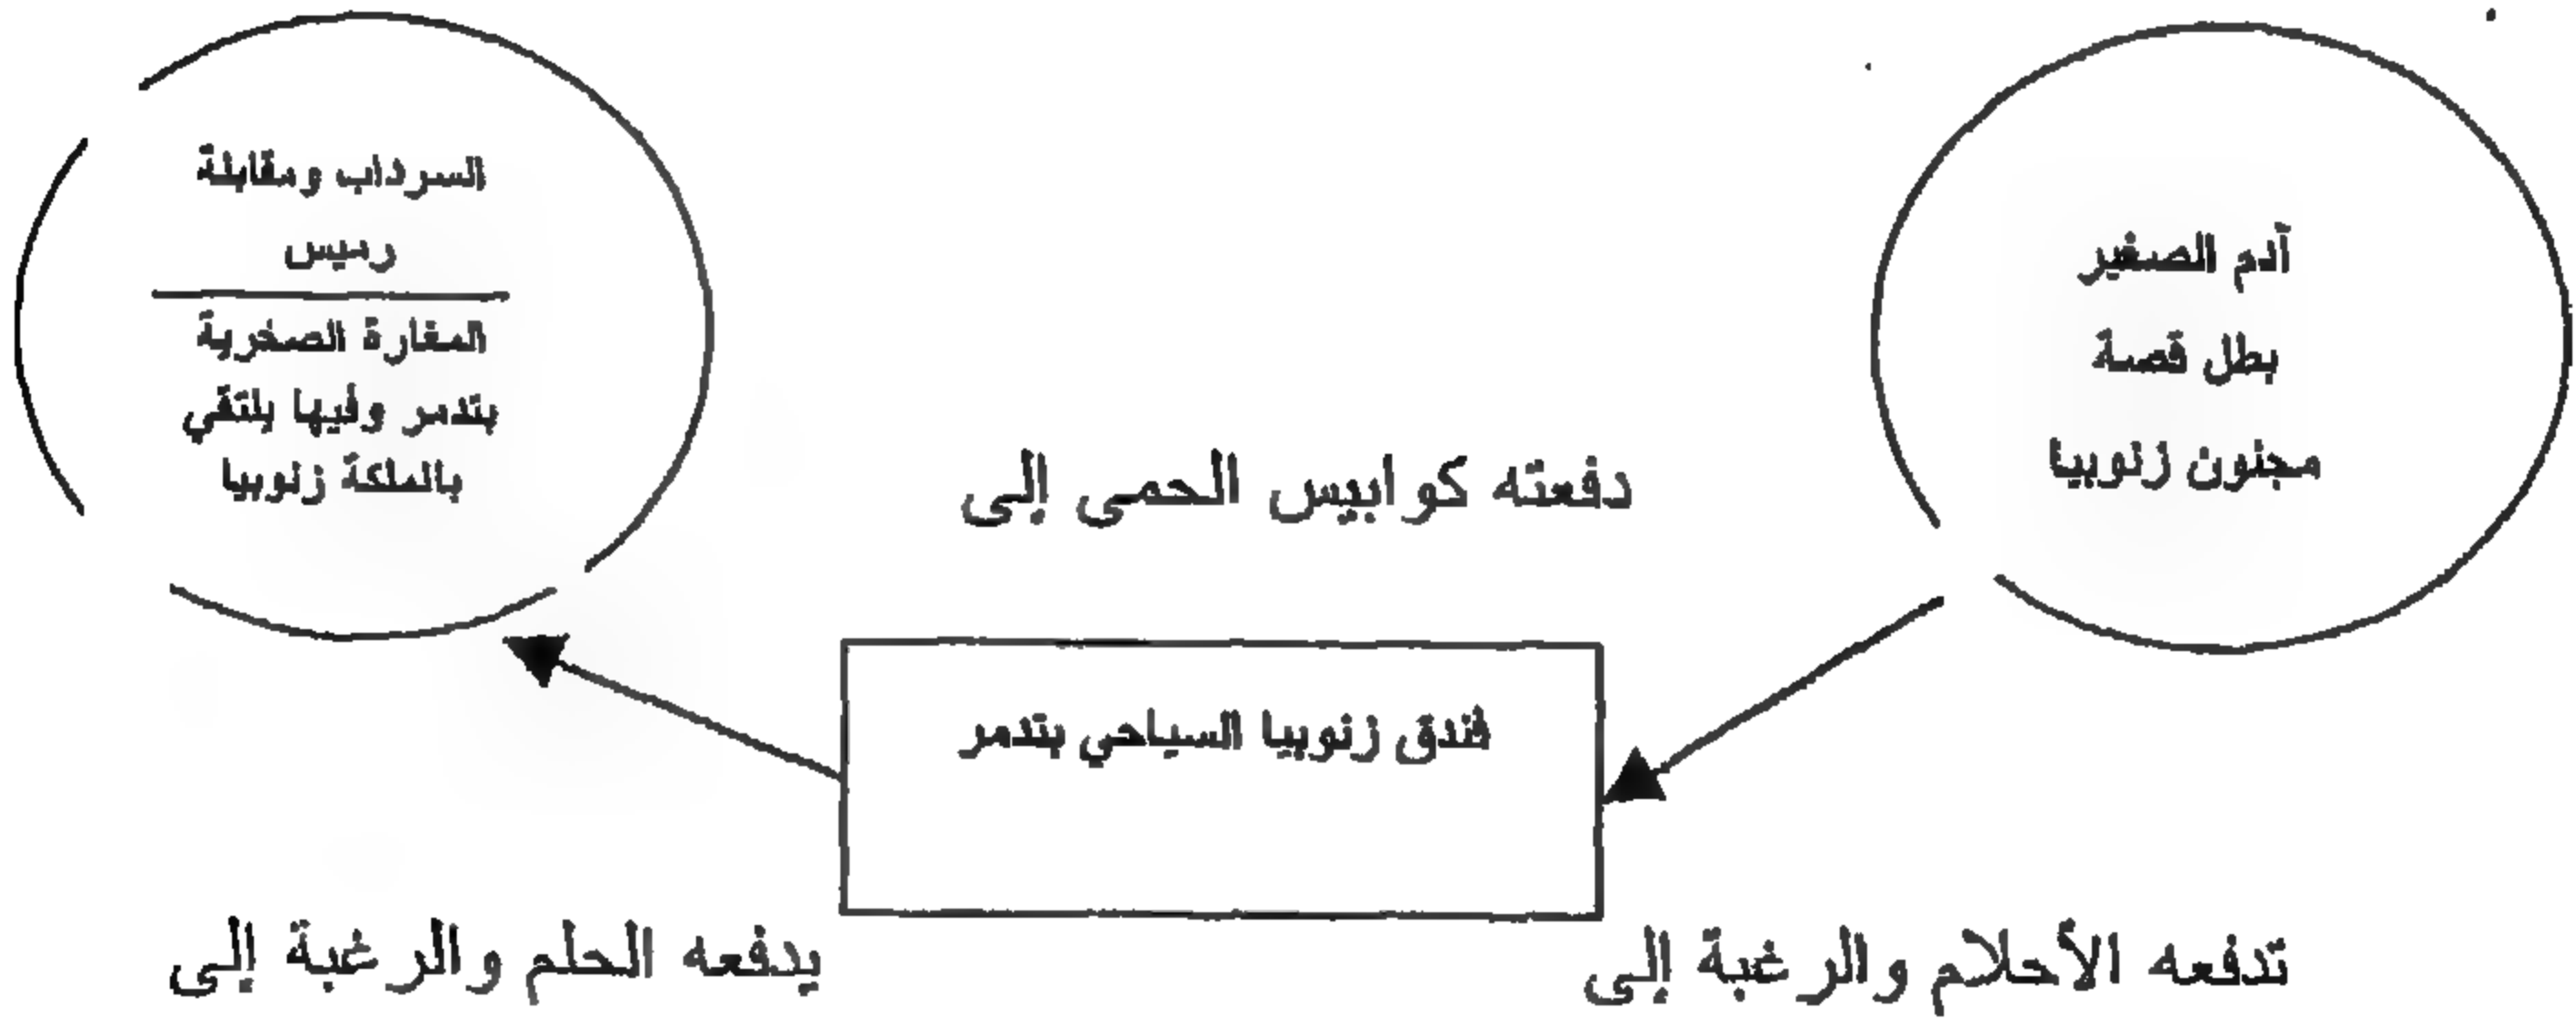 آدم الصغير
بطل قصة
مجنون زنوبيا
دفعته كوابيس الحمى إلى
السرداب ومقابلة
رميس
المغارة الصخرية
بتدمر وفيها يلتقي
بالملكة زنوبيا
فندق زنوبيا السياحي بتدمر
تدفعه الأحلام والرغبة إلى
يدفعه الحلم والرغبة إلى